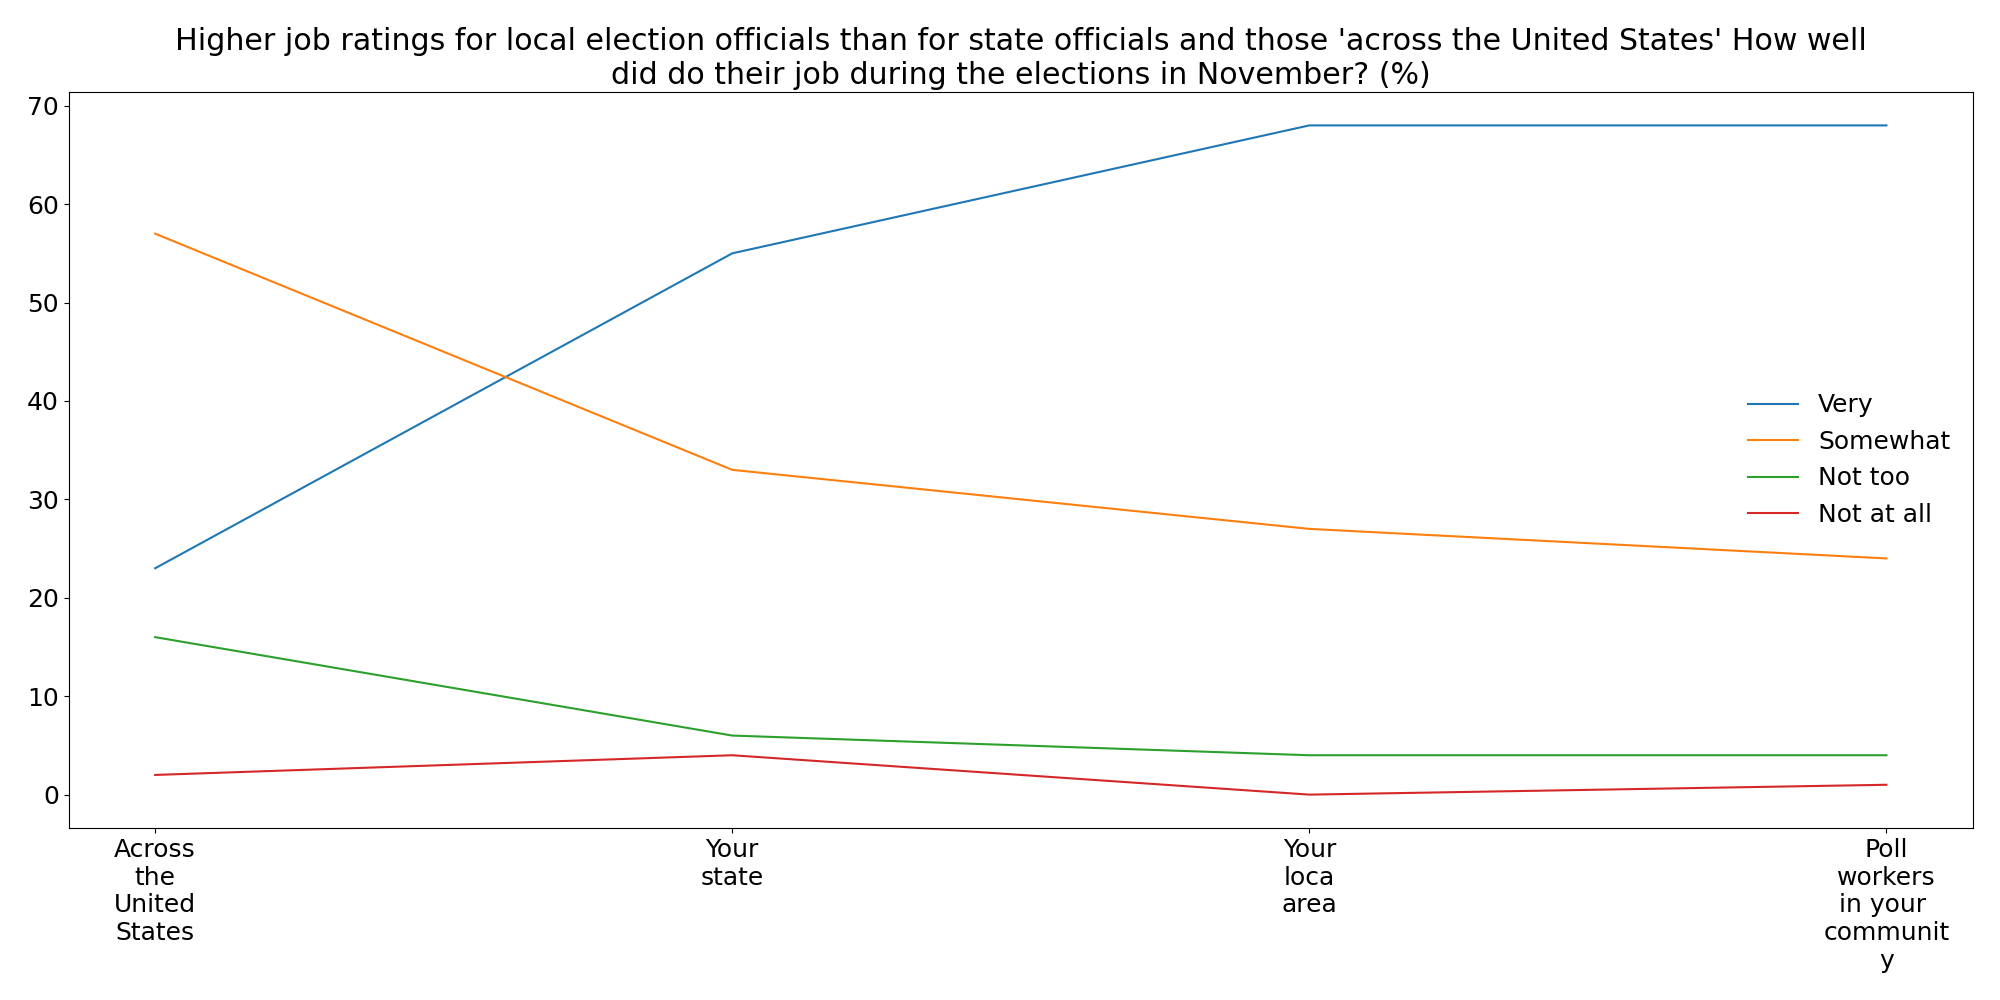 Higher job ratings for local election officials than for state officials and those 'across the United States' How well
did do their job during the elections in November? (%)
70
60
50
40
30
20
10
0
Very
Somewhat
Not too
Not at all
Across
the
United
States
Your
state
Your
loca
area
Poll
workers
in your
communit
y